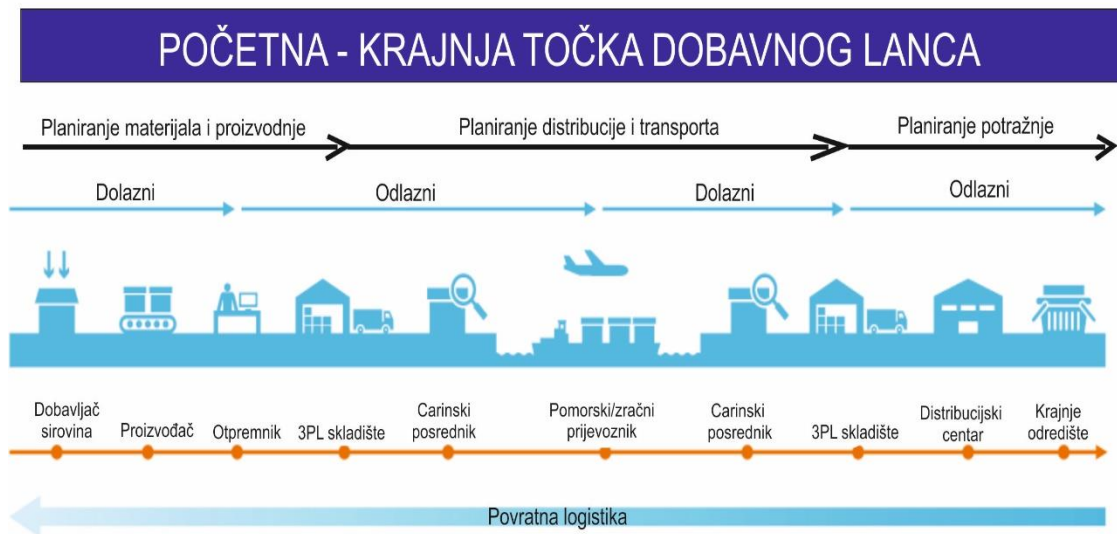 POČETNA - KRAJNJA TOČKA DOBAVNOG LANCA
Planiranje materijala i proizvodnje
Planiranje distribucije i transporta
Planiranje potražnje
Dolazni
Odlazni
Dolazni
Odlazni
Dobavljač
sirovina
Proizvođač
Otpremnik
3PL skladište
Carinski
posrednik
Pomorski/zračni
prijevoznik
Carinski
posrednik
3PL skladište
Distribucijski
centar
Krajnje
odredište
Povratna logistika